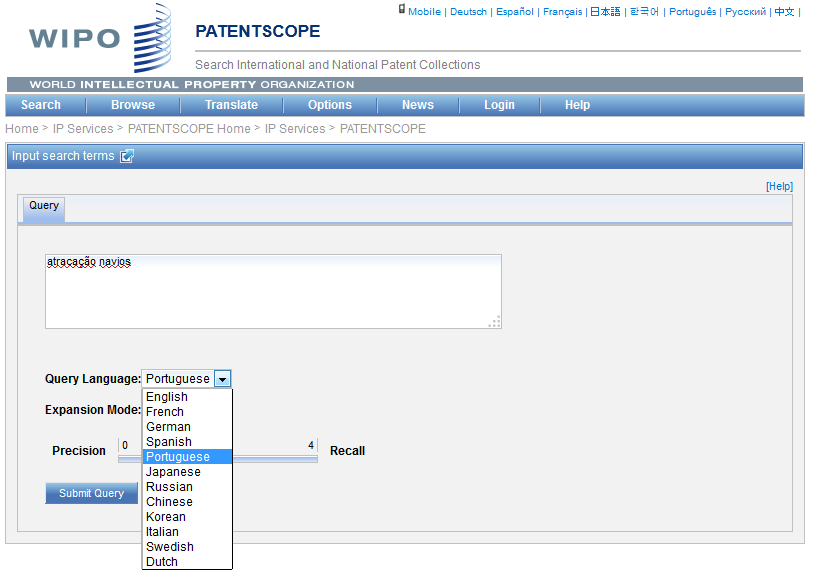 WIPO
PATENTSCOPE
Mobile | Deutsch | Español | Français | 日本語 | 한국어 | Português | Русский | 中文 |
Search International and National Patent Collections
WORLD INTELLECTUAL PROPERTY ORGANIZATION
Search Browse Translate Options News Login Help
Home > IP Services > PATENTSCOPE Home > IP Services > PATENTSCOPE
Input search terms
[Help]
Query
atracação navios
Query Language: Portuguese
English
Expansion Mode:
French
German
Spanish
Precision 0 4 Recall
Portuguese
Japanese
Russian
Submit Query
Chinese
Korean
Italian
Swedish
Dutch